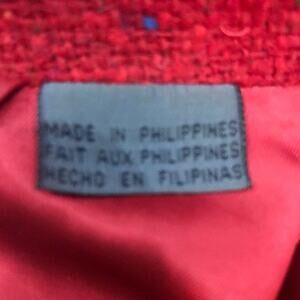 MADE IN PHILIPPINES
FAIT AUX PHILIPPINES
HECHO EN FILIPINAS